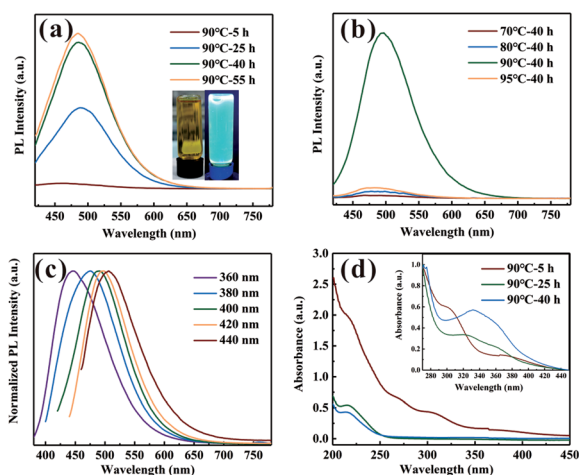 (a)
90°C-5 h
90°C-25 h
90°C-40 h
90°C-55 h
PL Intensity (a.u.)
450 500 550 600 650 700 750
Wavelength (nm)
(b)
70°C-40 h
80°C-40 h
90°C-40 h
95°C-40 h
PL Intensity (a.u.)
450 500 550 600 650 700 750
Wavelength (nm)
(c)
360 nm
380 nm
400 nm
420 nm
440 nm
Normalized PL Intensity (a.u.)
400 450 500 550 600 650 700 750
Wavelength (nm)
(d)
90°C-5 h
90°C-25 h
90°C-40 h
Absorbance (a.u.)
3.0
2.5
2.0
1.5
1.0
0.5
0.0
200 250 300 350 400 450
Wavelength (nm)
Absorbance (a.u.)
1.0
0.8
0.6
0.4
0.2
0.0
280 300 320 340 360 380 400 420 440
Wavelength (nm)